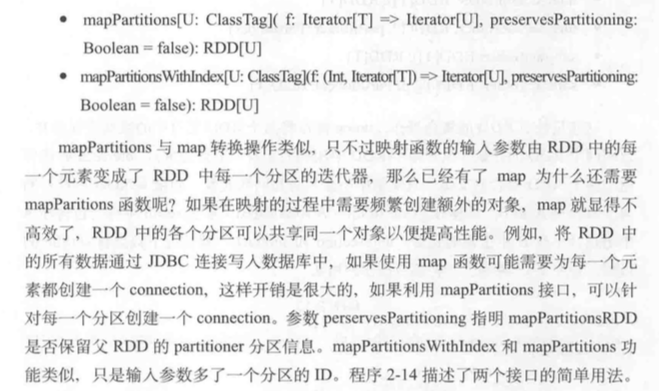 • mapPartitions[U: ClassTag]( f: Iterator[T] => Iterator[U], preservesPartitioning:
Boolean = false): RDD[U]
• mapPartitionsWithIndex[U: ClassTag](f: (Int, Iterator[T]) => Iterator[U], preservesPartitioning:
Boolean = false): RDD[U]
mapPartitions 与 map 转换操作类似，只不过映射函数的输入参数由 RDD 中的每
一个元素变成了 RDD 中每一个分区的迭代器，那么已经有了 map 为什么还需要
mapParitions 函数呢？如果在映射的过程中需要频繁创建额外的对象，map 就显得不
高效了，RDD 中的各个分区可以共享同一个对象以便提高性能。例如，将 RDD 中
的所有数据通过 JDBC 连接写入数据库中，如果使用 map 函数可能需要为每一个元
素都创建一个 connection，这样开销是很大的，如果利用 mapPartitions 接口，可以针
对每一个分区创建一个 connection。参数 perservesPartitioning 指明 mapPartitionsRDD
是否保留父 RDD 的 partitioner 分区信息。mapPartitionsWithIndex 和 mapPartitions 功
能类似，只是输入参数多了一个分区的 ID。程序 2-14 描述了两个接口的简单用法。